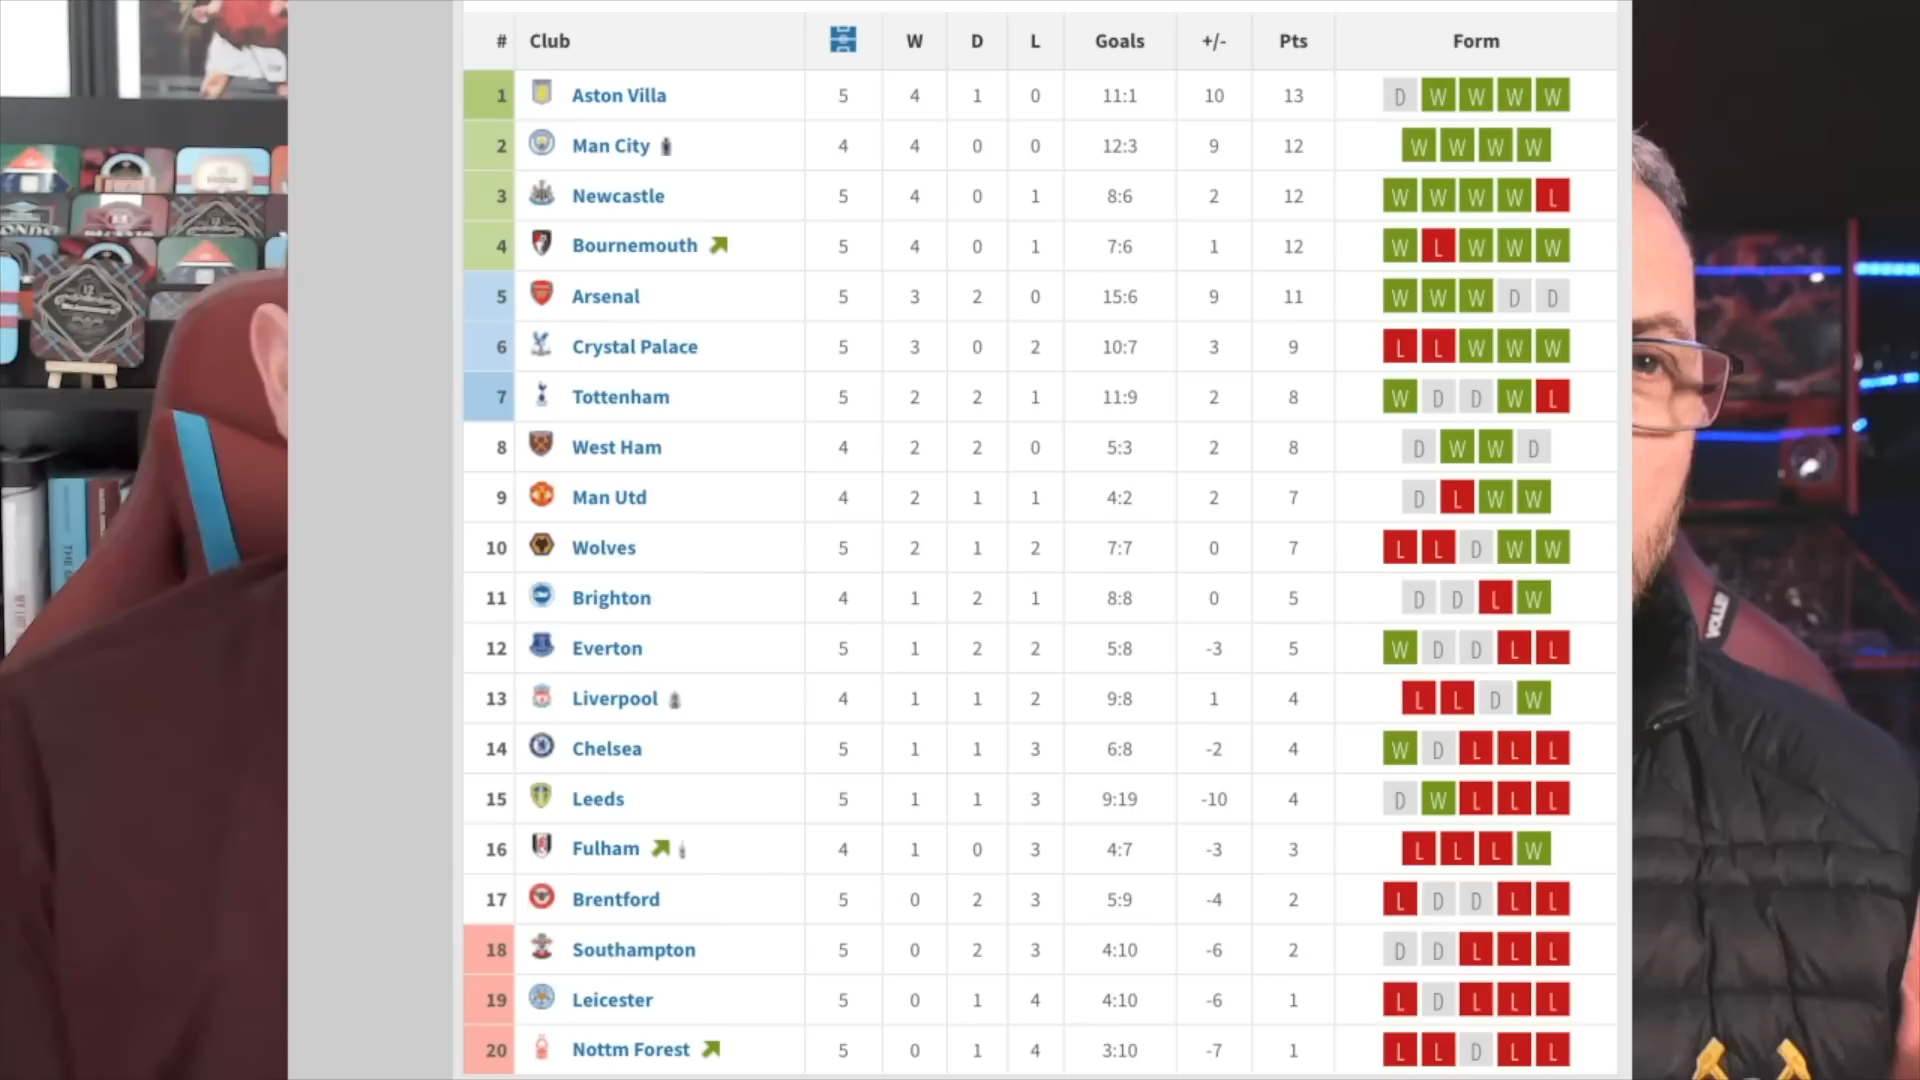 # Club W D L Goals +/- Pts Form
1 Aston Villa 5 4 1 0 11:1 10 13 D W W W W
2 Man City 4 4 0 0 12:3 9 12 W W W W
3 Newcastle 5 4 0 1 8:6 2 12 W W W W L
4 Bournemouth 5 4 0 1 7:6 1 12 W L W W W
5 Arsenal 5 3 2 0 15:6 9 11 W W W D D
6 Crystal Palace 5 3 0 2 10:7 3 9 L L W W W
7 Tottenham 5 2 2 1 11:9 2 8 W D D W L
8 West Ham 4 2 2 0 5:3 2 8 D W W D
9 Man Utd 4 2 1 1 4:2 2 7 D L W W
10 Wolves 5 2 1 2 7:7 0 7 L L D W W
11 Brighton 4 1 2 1 8:8 0 5 D D L W
12 Everton 5 1 2 2 5:8 -3 5 W D D L L
13 Liverpool 4 1 1 2 9:8 1 4 L L D W
14 Chelsea 5 1 1 3 6:8 -2 4 W D L L L
15 Leeds 5 1 1 3 9:19 -10 4 D W L L L
16 Fulham 4 1 0 3 4:7 -3 3 L L L W
17 Brentford 5 0 2 3 5:9 -4 2 L D D L L
18 Southampton 5 0 2 3 4:10 -6 2 D D L L L
19 Leicester 5 0 1 4 4:10 -6 1 L D L L L
20 Nottm Forest 5 0 1 4 3:10 -7 1 L L D L L